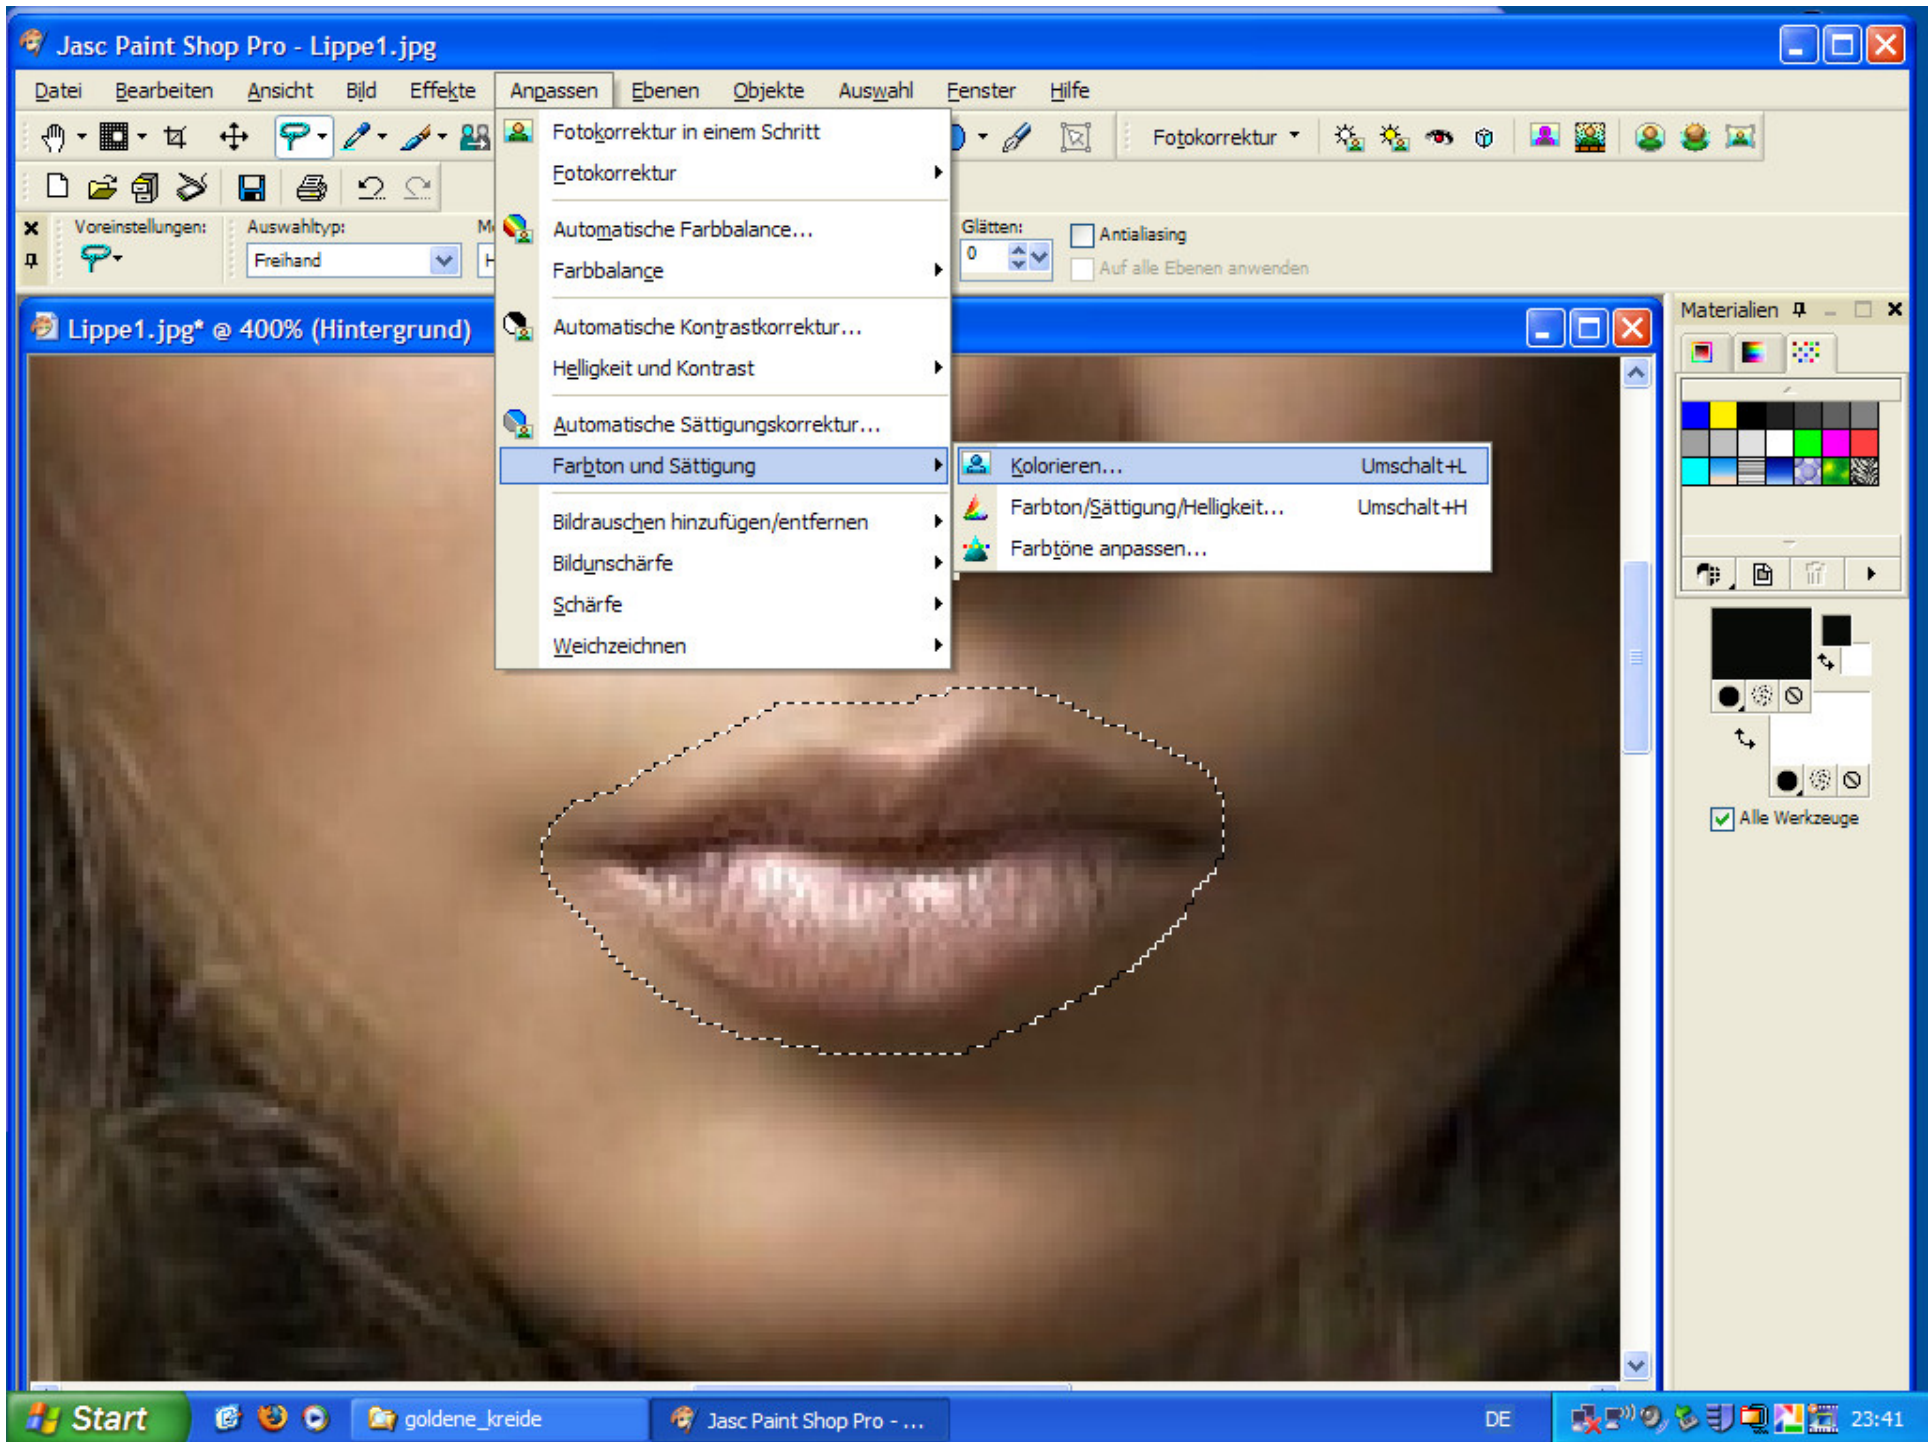 Jasc Paint Shop Pro - Lippe1.jpg
Datei Bearbeiten Ansicht Bild Effekte Anpassen Ebenen Objekte Auswahl Fenster Hilfe
Fotokorrektur in einem Schritt
Fotokorrektur
Fotokorrektur
Voreinstellungen:
Auswahltyp:
Freihand
Automatische Farbbalance...
Farbbalance
Glätten:
0
Antialiasing
Auf alle Ebenen anwenden
Lippe1.jpg* @ 400% (Hintergrund)
Automatische Kontrastkorrektur...
Helligkeit und Kontrast
Automatische Sättigungskorrektur...
Farbton und Sättigung
Kolorieren... Umschalt+L
Farbton/Sättigung/Helligkeit... Umschalt+H
Farbtöne anpassen...
Bildrauschen hinzufügen/entfernen
Bildunschärfe
Schärfe
Weichzeichnen
Materialien
Alle Werkzeuge
Start
goldene_kreide
Jasc Paint Shop Pro - ...
DE
23:41